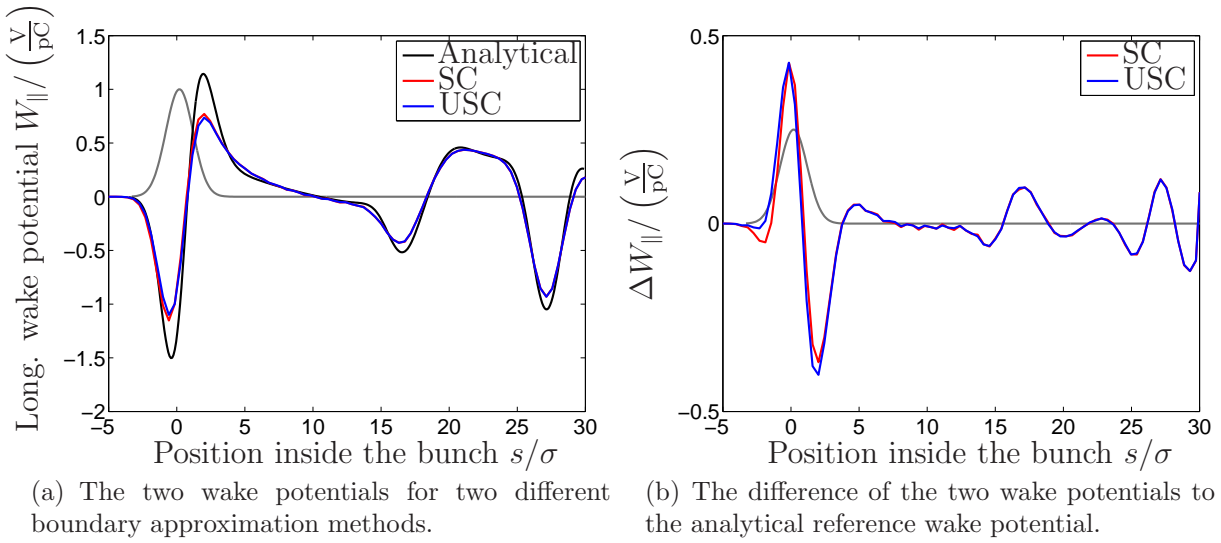 1.5
1
0.5
0
−0.5
−1
−1.5
−2
−5 0 5 10 15 20 25 30
Long. wake potential W∥/ (V/pC)
Position inside the bunch s/σ
Analytical
SC
USC
(a) The two wake potentials for two different
boundary approximation methods.
0.5
0
−0.5
−5 0 5 10 15 20 25 30
ΔW∥/ (V/pC)
Position inside the bunch s/σ
SC
USC
(b) The difference of the two wake potentials to
the analytical reference wake potential.